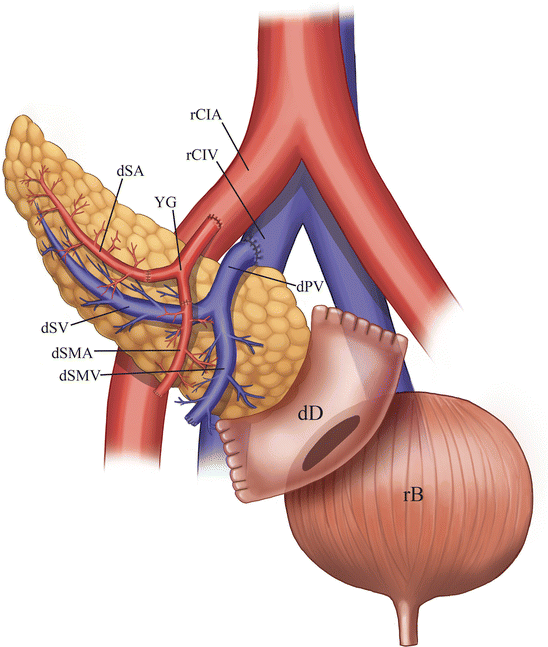 rCIA
rCIV
dSA
YG
dPV
dSV
dSMA
dSMV
dD
rB